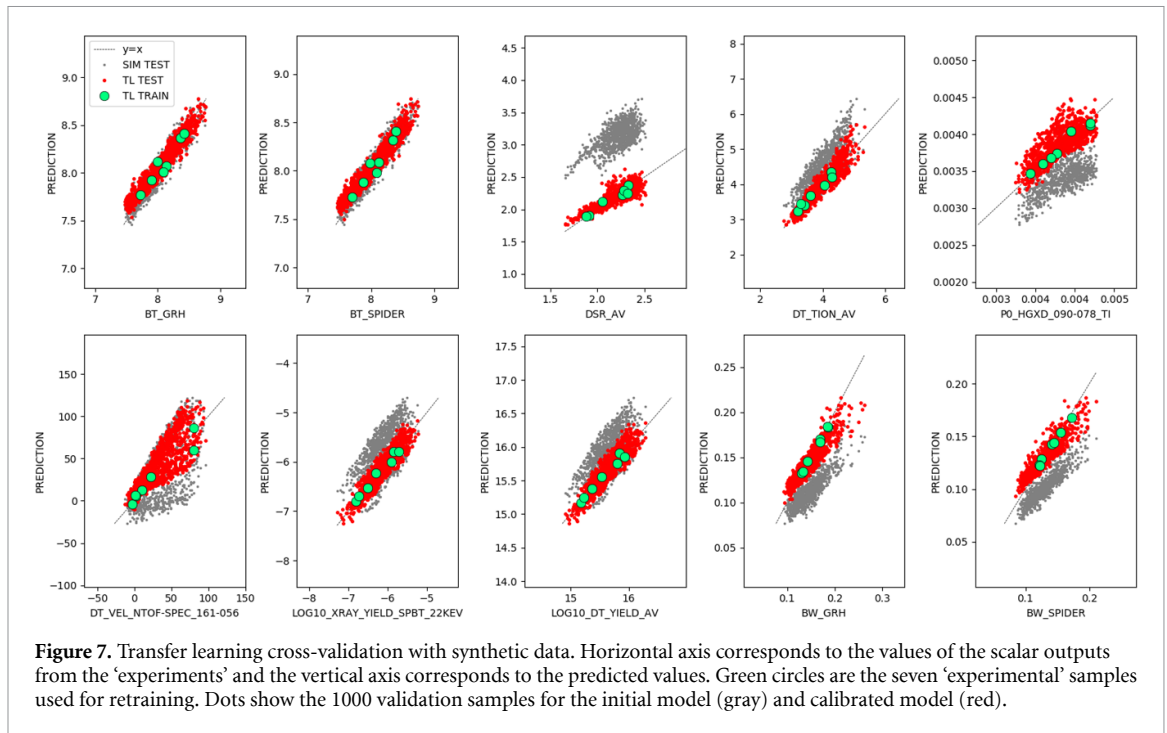 y=x
SIM TEST
TL TEST
TL TRAIN
PREDICTION
9.0
8.5
8.0
7.5
7.0
7 8 9
BT_GRH
PREDICTION
9.0
8.5
8.0
7.5
7.0
7 8 9
BT_SPIDER
PREDICTION
4.5
4.0
3.5
3.0
2.5
2.0
1.5
1.0
1.5 2.0 2.5
DSR_AV
PREDICTION
8
7
6
5
4
3
2
2 4 6
DT_TION_AV
PREDICTION
0.0050
0.0045
0.0040
0.0035
0.0030
0.0025
0.0020
0.003 0.004 0.004 0.005
P0_HGXD_090-078_TI
PREDICTION
150
100
50
0
−50
−100
−50 0 50 100 150
DT_VEL_NTOF-SPEC_161-056
PREDICTION
−4
−5
−6
−7
−8
−8 −7 −6 −5
LOG10_XRAY_YIELD_SPBT_22KEV
PREDICTION
17.5
17.0
16.5
16.0
15.5
15.0
14.5
14.0
15 16
LOG10_DT_YIELD_AV
PREDICTION
0.25
0.20
0.15
0.10
0.05
0.1 0.2 0.3
BW_GRH
PREDICTION
0.20
0.15
0.10
0.05
0.1 0.2
BW_SPIDER
Figure 7. Transfer learning cross-validation with synthetic data. Horizontal axis corresponds to the values of the scalar outputs
from the ‘experiments’ and the vertical axis corresponds to the predicted values. Green circles are the seven ‘experimental’ samples
used for retraining. Dots show the 1000 validation samples for the initial model (gray) and calibrated model (red).